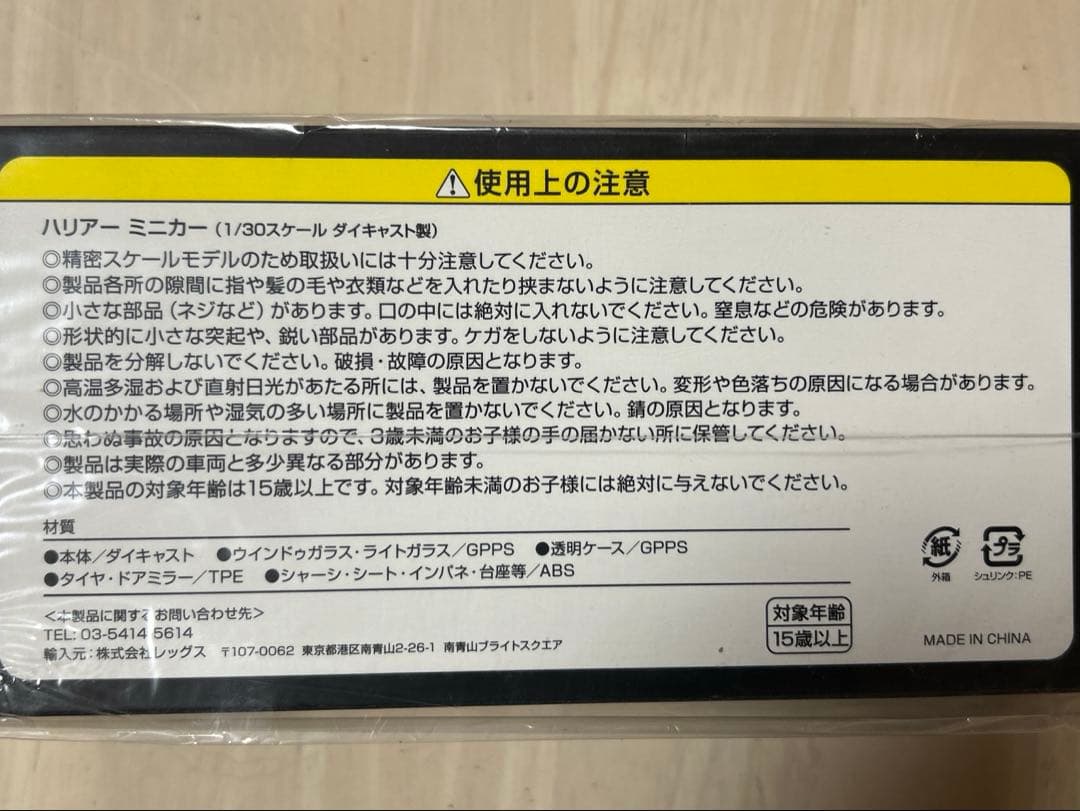 ⚠使用上の注意
ハリアー ミニカー（1/30スケール ダイキャスト製）
◎精密スケールモデルのため取扱いには十分注意してください。
◎製品各所の隙間に指や髪の毛や衣類などを入れたり挟まないように注意してください。
◎小さな部品（ネジなど）があります。口の中には絶対に入れないでください。窒息などの危険があります。
◎形状的に小さな突起や、鋭い部品があります。ケガをしないように注意してください。
◎製品を分解しないでください。破損・故障の原因となります。
◎高温多湿および直射日光があたる所には、製品を置かないでください。変形や色落ちの原因になる場合があります。
◎水のかかる場所や湿気の多い場所に製品を置かないでください。錆の原因となります。
◎思わぬ事故の原因となりますので、3歳未満のお子様の手の届かない所に保管してください。
◎製品は実際の車両と多少異なる部分があります。
◎本製品の対象年齢は15歳以上です。対象年齢未満のお子様には絶対に与えないでください。
材質
●本体／ダイキャスト ●ウインドゥガラス・ライトガラス／GPPS ●透明ケース／GPPS
●タイヤ・ドアミラー／TPE ●シャーシ・シート・インパネ・台座等／ABS
紙
外箱
プラ
シュリンク：PE
＜本製品に関するお問い合わせ先＞
TEL: 03-5414-5614
輸入元：株式会社レッグス 〒107-0062 東京都港区南青山2-26-1 南青山ブライトスクエア
対象年齢
15歳以上
MADE IN CHINA